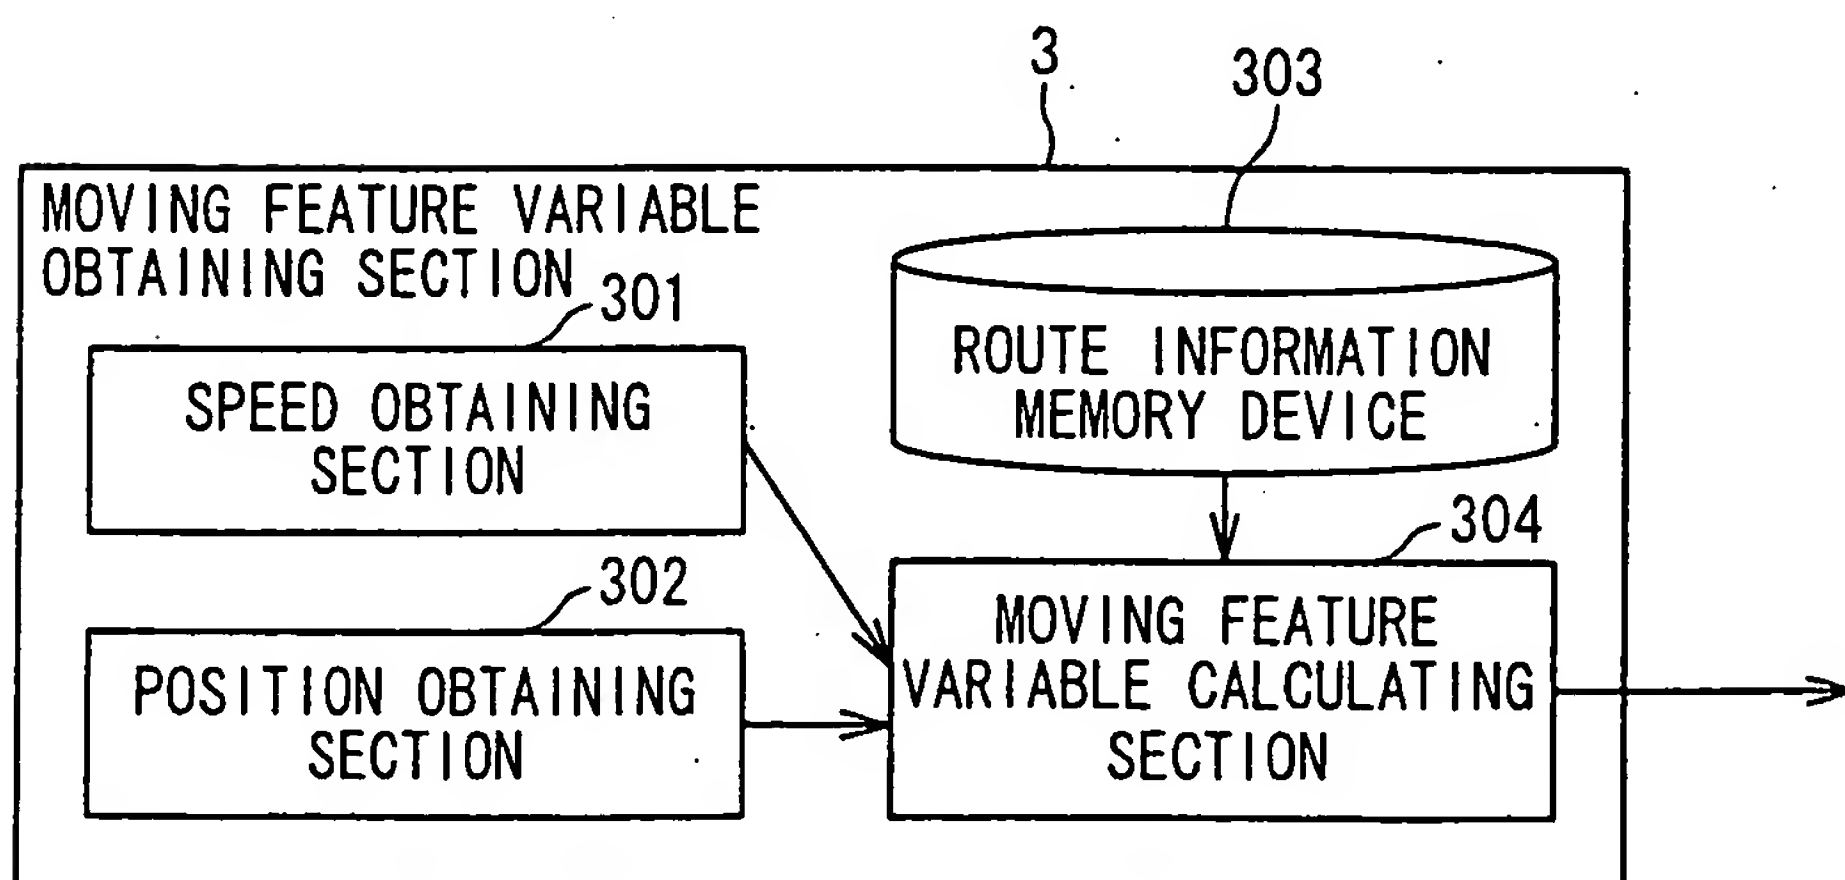 3
303
MOVING FEATURE VARIABLE
OBTAINING SECTION
301
SPEED OBTAINING
SECTION
ROUTE INFORMATION
MEMORY DEVICE
304
302
POSITION OBTAINING
SECTION
MOVING FEATURE
VARIABLE CALCULATING
SECTION